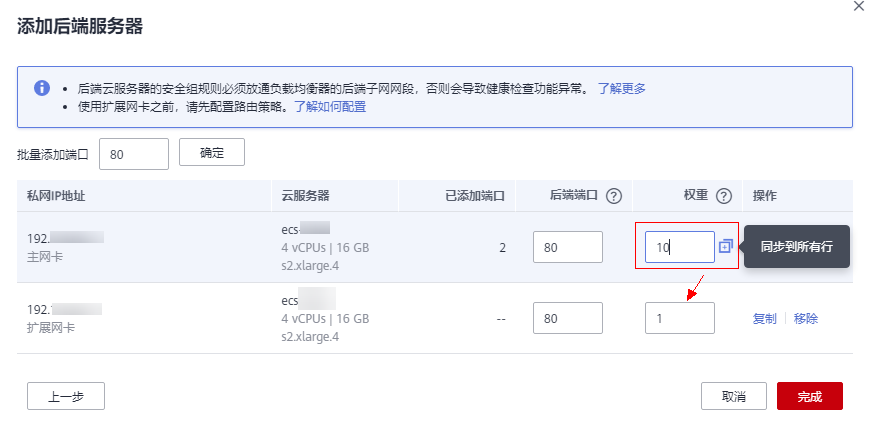 添加后端服务器
后端云服务器的安全组规则必须放通负载均衡器的后端子网网段，否则会导致健康检查功能异常。 了解更多
使用扩展网卡之前，请先配置路由策略。了解如何配置
批量添加端口 80 确定
私网IP地址 云服务器 已添加端口 后端端口 ? 权重 ? 操作
192. ecs- 2 80 10 同步到所有行
主网卡 4 vCPUs | 16 GB
s2.xlarge.4
192. ecs -- 80 1 复制 | 移除
扩展网卡 4 vCPUs | 16 GB
s2.xlarge.4
上一步 取消 完成